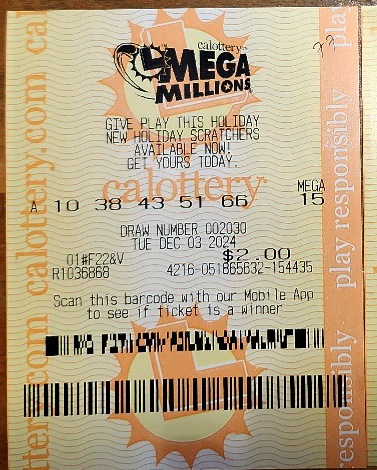 calottery
MEGA
MILLIONS
GIVE PLAY THIS HOLIDAY
NEW HOLIDAY SCRATCHERS
AVAILABLE NOW!
GET YOURS TODAY.
calottery
MEGA
A 10 38 43 51 66 15
DRAW NUMBER 002030
TUE DEC 03 2024
01#F22&V $2.00
R1036868 4216-051865632-154435
Scan this barcode with our Mobile App
to see if ticket is a winner
calottery.com calottery.com
play responsibly